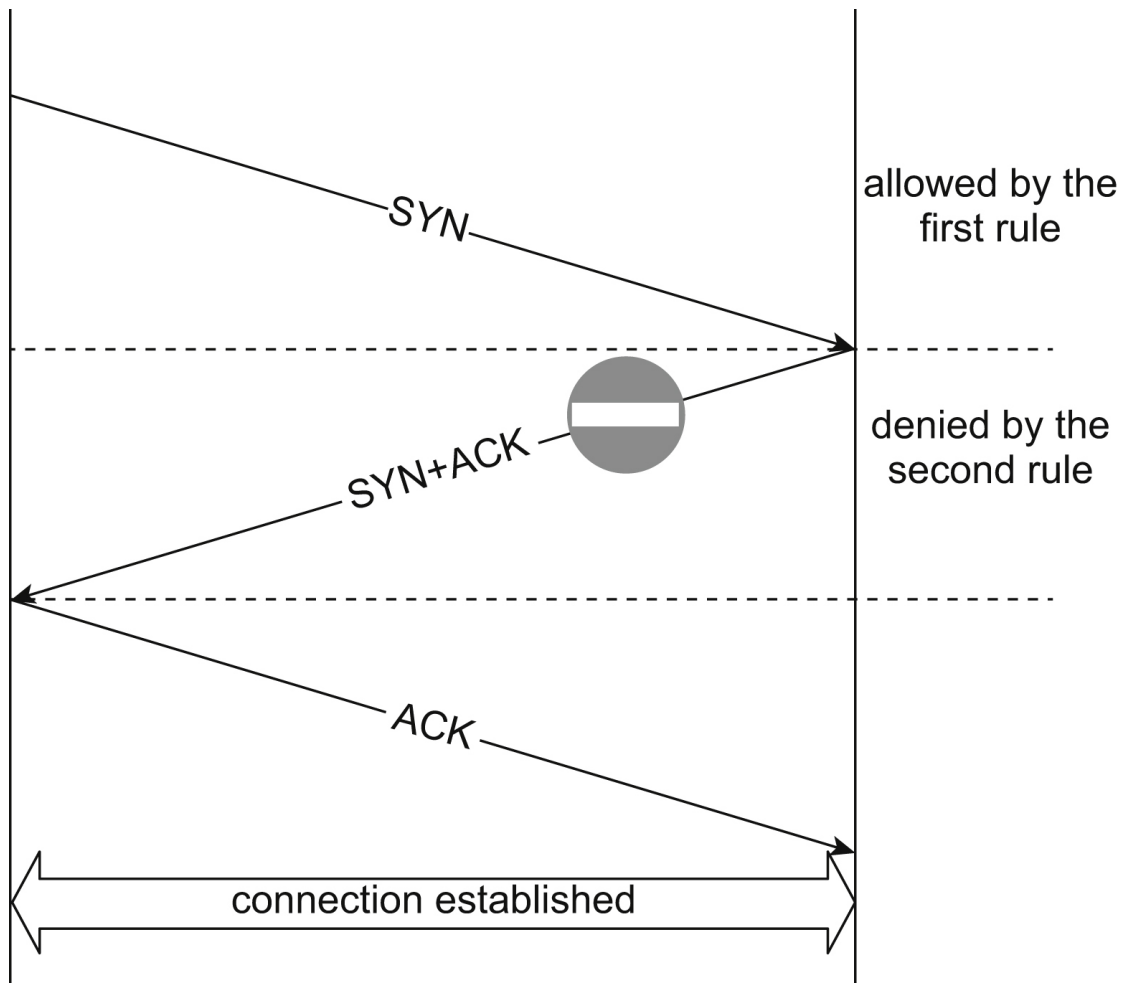 SYN
allowed by the
first rule
SYN+ACK
denied by the
second rule
ACK
connection established